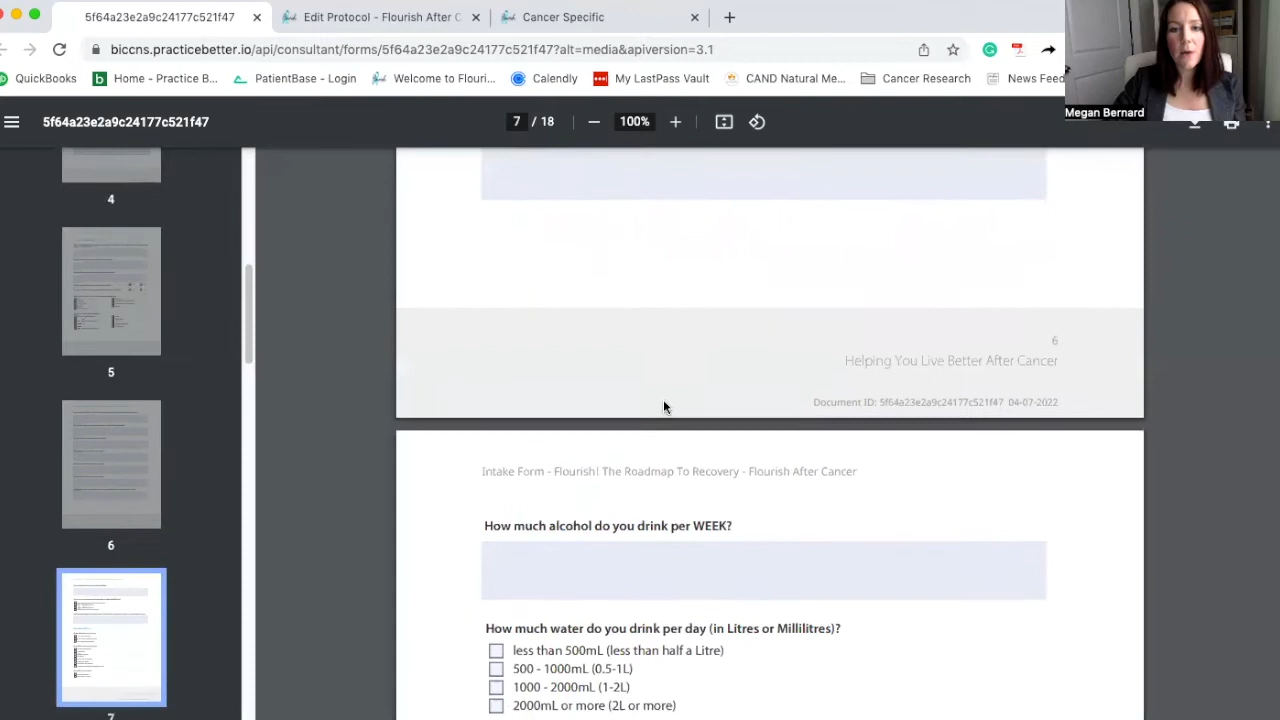 5f64a23e2a9c24177c521f47
Edit Protocol - Flourish After C
Cancer Specific
biccns.practicebetter.io/api/consultant/forms/5f64a23e2a9c24177c521f47?alt=media&apiversion=3.1
QuickBooks
Home - Practice B...
PatientBase - Login
Welcome to Flouri...
Calendly
My LastPass Vault
CAND Natural Me...
Cancer Research
News Feed
Megan Bernard
5f64a23e2a9c24177c521f47
7 / 18
100%
4
5
6
7
6
Helping You Live Better After Cancer
Document ID: 5f64a23e2a9c24177c521f47 04-07-2022
Intake Form - Flourish! The Roadmap To Recovery - Flourish After Cancer
How much alcohol do you drink per WEEK?
How much water do you drink per day (in Litres or Millilitres)?
less than 500mL (less than half a Litre)
500 - 1000mL (0.5-1L)
1000 - 2000mL (1-2L)
2000mL or more (2L or more)